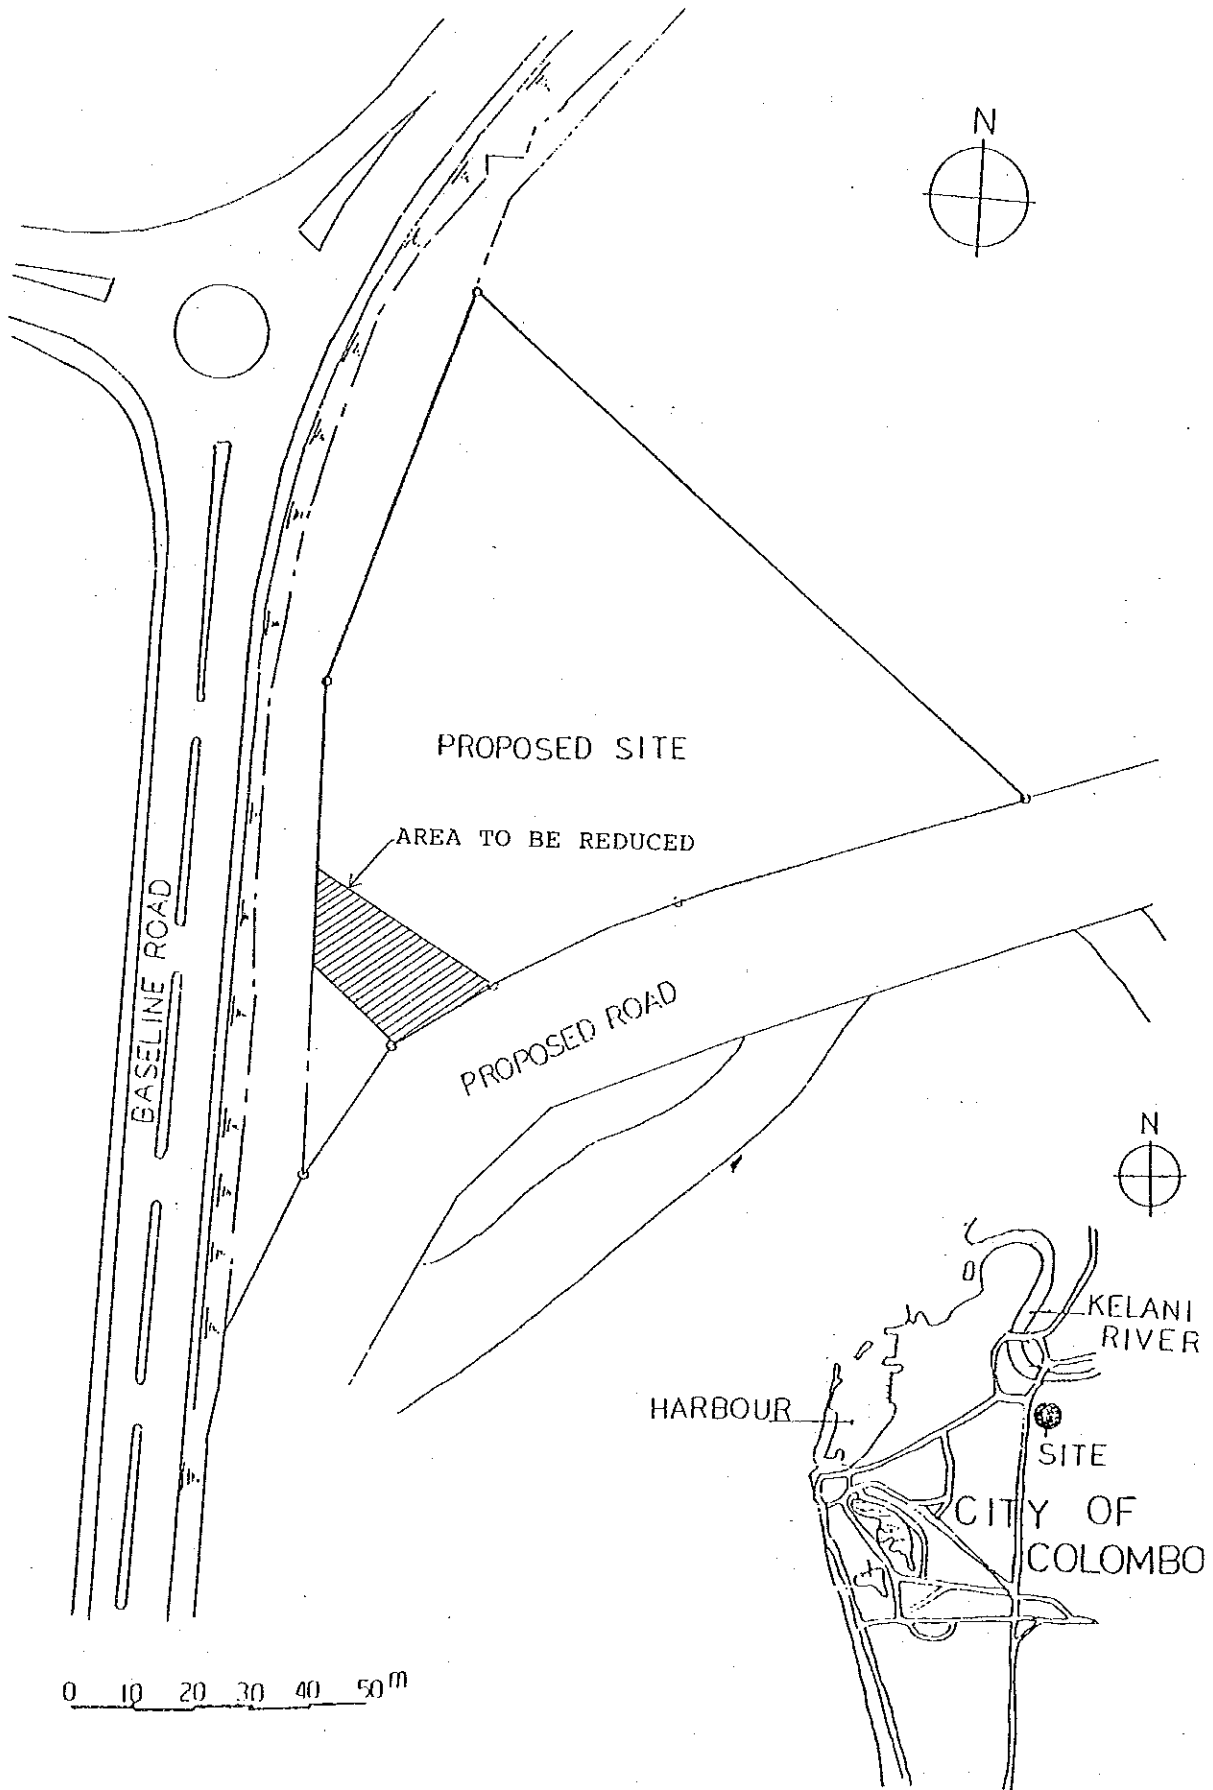 N
PROPOSED SITE
AREA TO BE REDUCED
BASELINE ROAD
PROPOSED ROAD
N
KELANI
RIVER
HARBOUR
SITE
CITY OF
COLOMBO
0 10 20 30 40 50 m